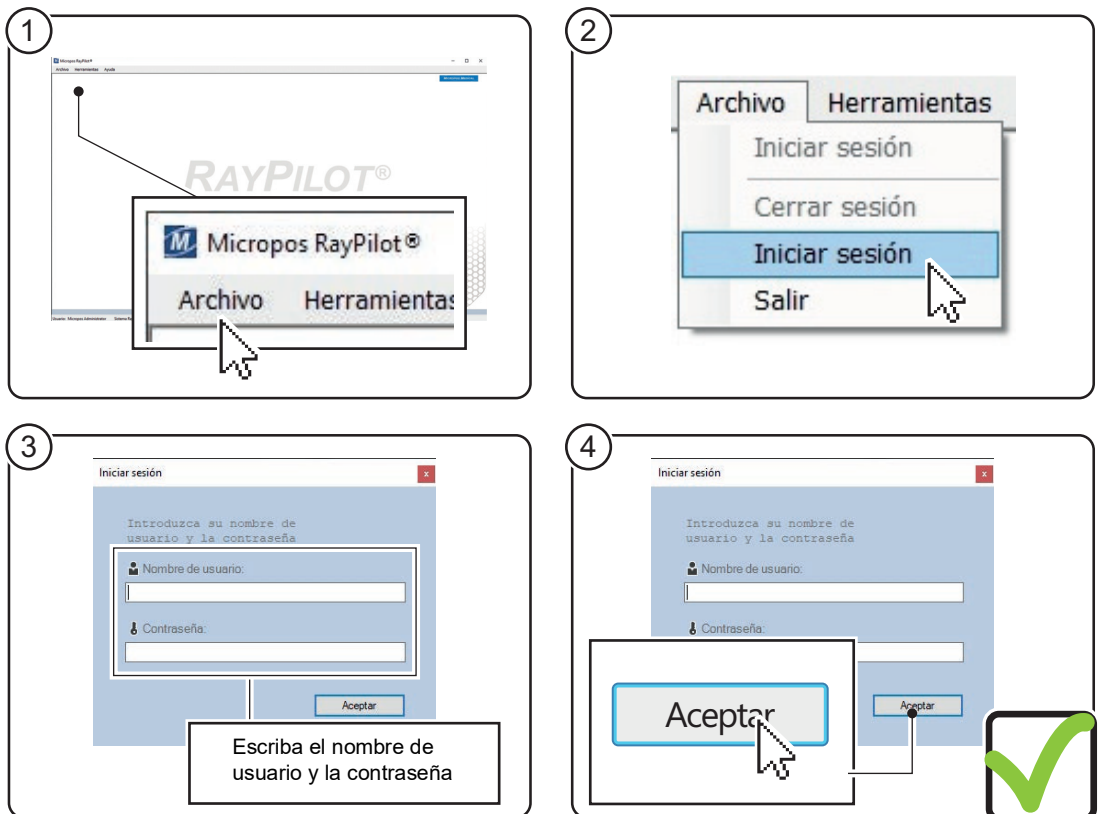 1
Micropos RayPilot®
Archivo Herramientas Ayuda
RAYPILOT®
Micropos RayPilot®
Archivo Herramientas
2
Archivo Herramientas
Iniciar sesión
Cerrar sesión
Iniciar sesión
Salir
3
Iniciar sesión
x
Introduzca su nombre de
usuario y la contraseña
Nombre de usuario:
Contraseña:
Aceptar
Escriba el nombre de
usuario y la contraseña
4
Iniciar sesión
x
Introduzca su nombre de
usuario y la contraseña
Nombre de usuario:
Contraseña:
Aceptar
Aceptar